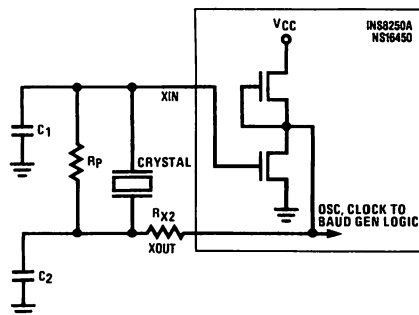 INS8250A
NS16450
VCC
XIN
C1
RP
CRYSTAL
RX2
XOUT
OSC, CLOCK TO
BAUD GEN LOGIC
C2